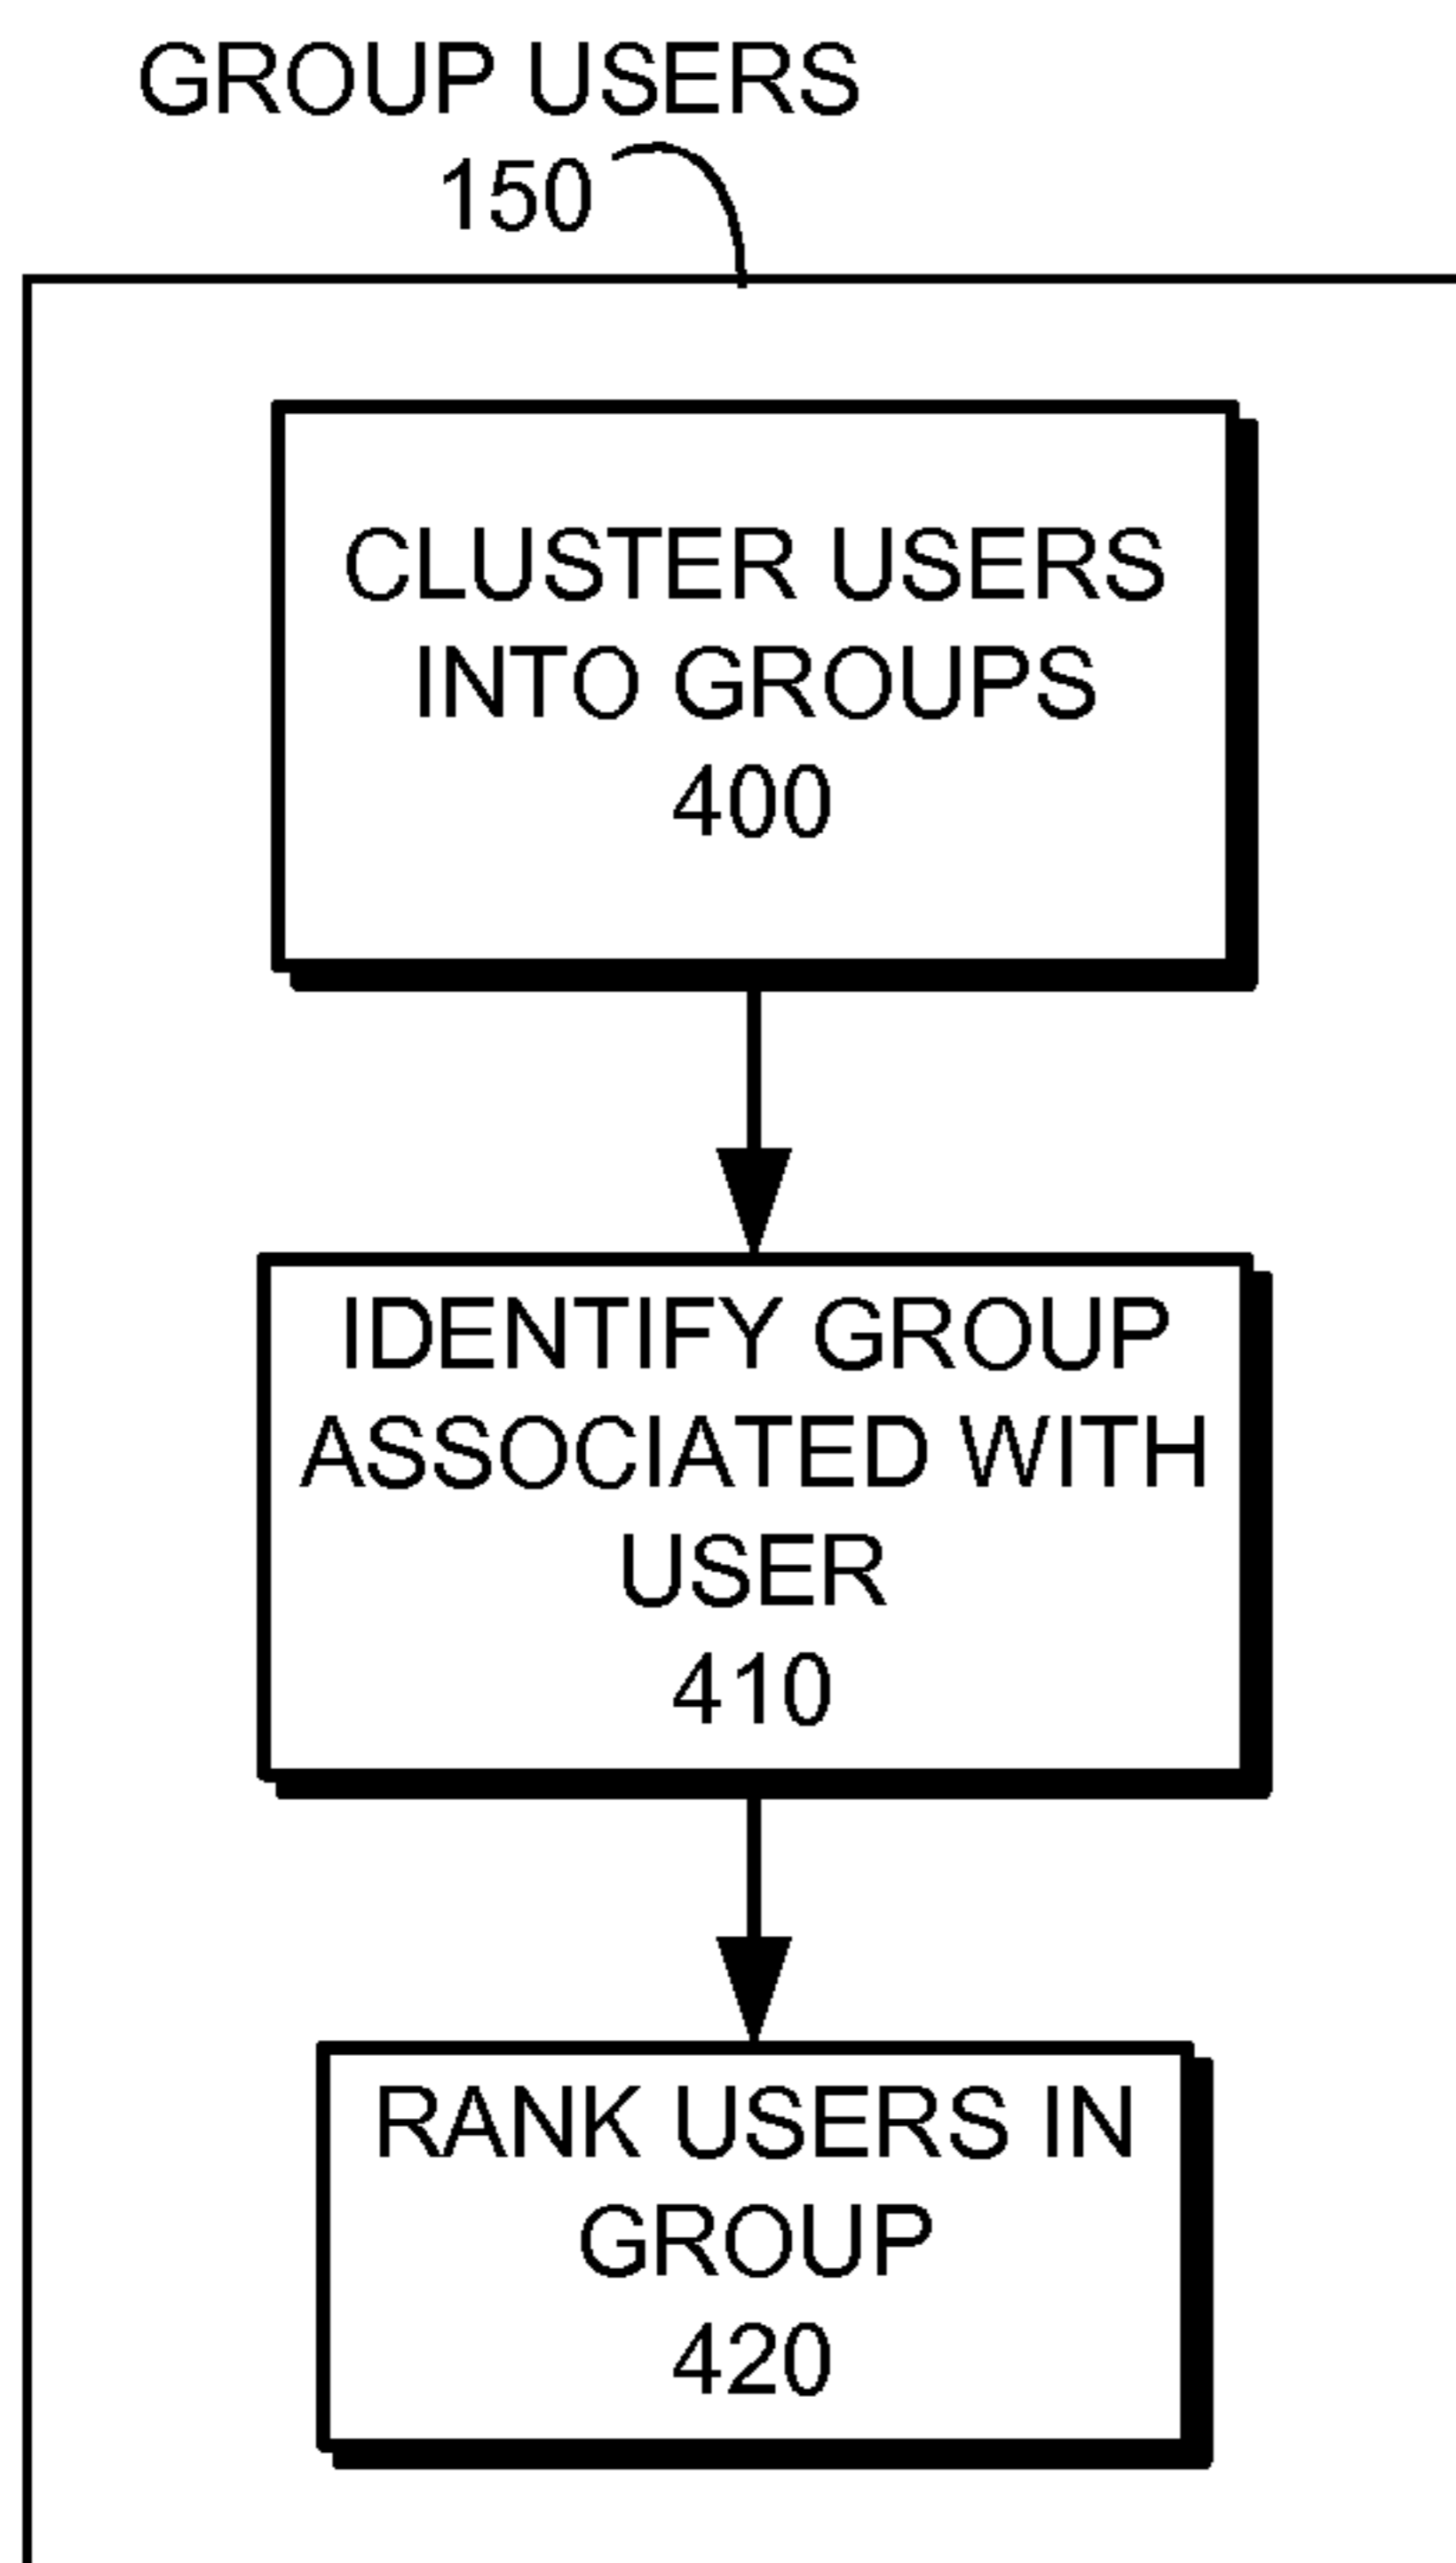 GROUP USERS
150
CLUSTER USERS
INTO GROUPS
400
IDENTIFY GROUP
ASSOCIATED WITH
USER
410
RANK USERS IN
GROUP
420